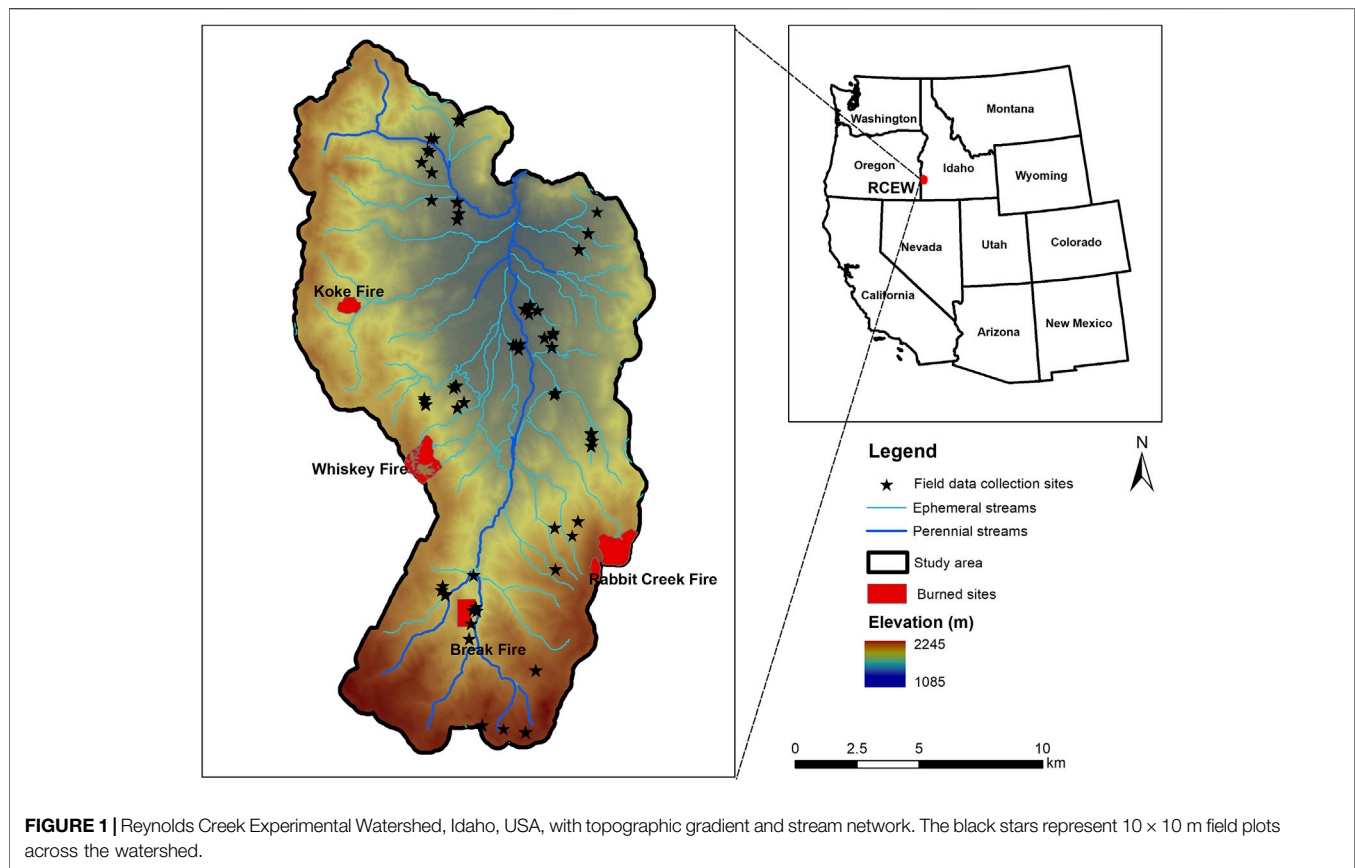 Koke Fire
Whiskey Fire
Rabbit Creek Fire
Break Fire
Washington
Montana
Oregon
Idaho
RCEW
Wyoming
Nevada
Utah
Colorado
California
Arizona
New Mexico
N
Legend
Field data collection sites
Ephemeral streams
Perennial streams
Study area
Burned sites
Elevation (m)
2245
1085
0 2.5 5 10
km
FIGURE 1 | Reynolds Creek Experimental Watershed, Idaho, USA, with topographic gradient and stream network. The black stars represent 10 × 10 m field plots
across the watershed.